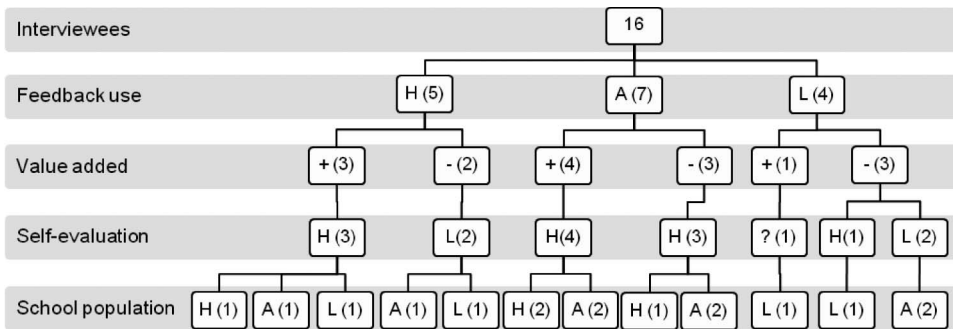 Interviewees 16
Feedback use H (5) A (7) L (4)
Value added + (3) - (2) + (4) - (3) + (1) - (3)
Self-evaluation H (3) L(2) H(4) H (3) ? (1) H(1) L (2)
School population H (1) A (1) L (1) A (1) L (1) H (2) A (2) H (1) A (2) L (1) L (1) A (2)